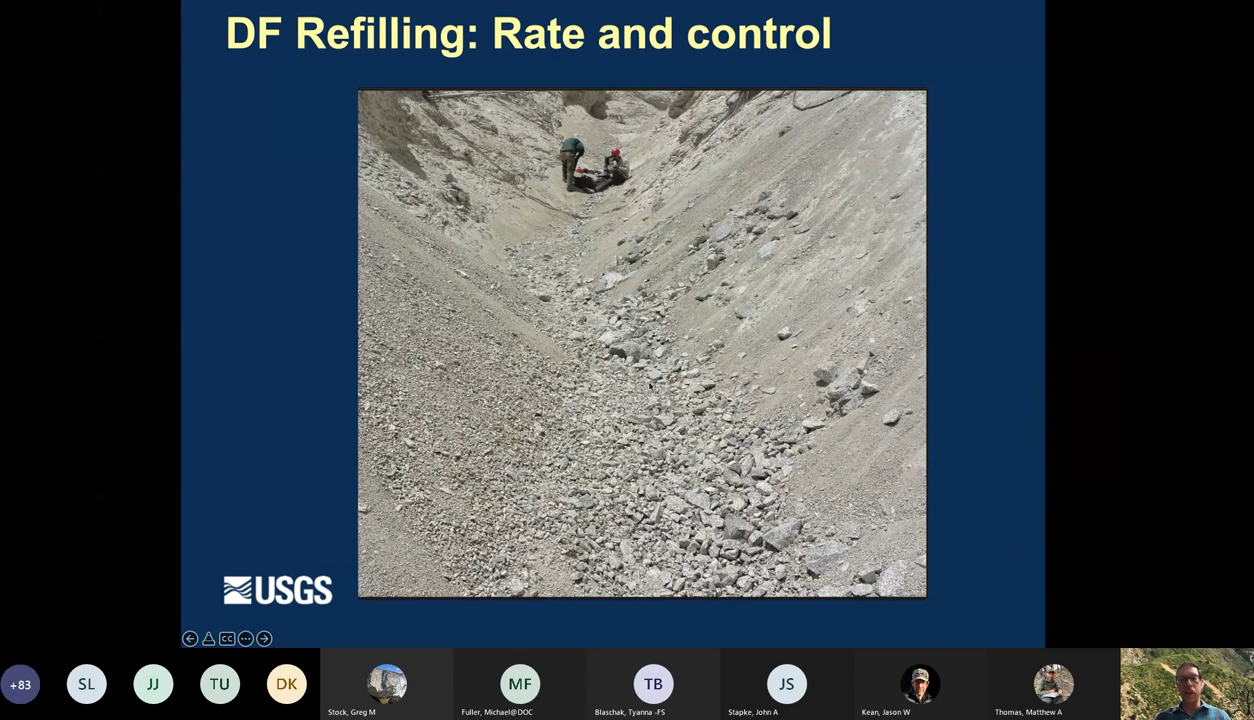 DF Refilling: Rate and control
USGS
CC
+83
SL
JJ
TU
DK
MF
TB
JS
Stock, Greg M
Fuller, Michael@DOC
Blaschak, Tyanna -FS
Stapke, John A
Kean, Jason W
Thomas, Matthew A